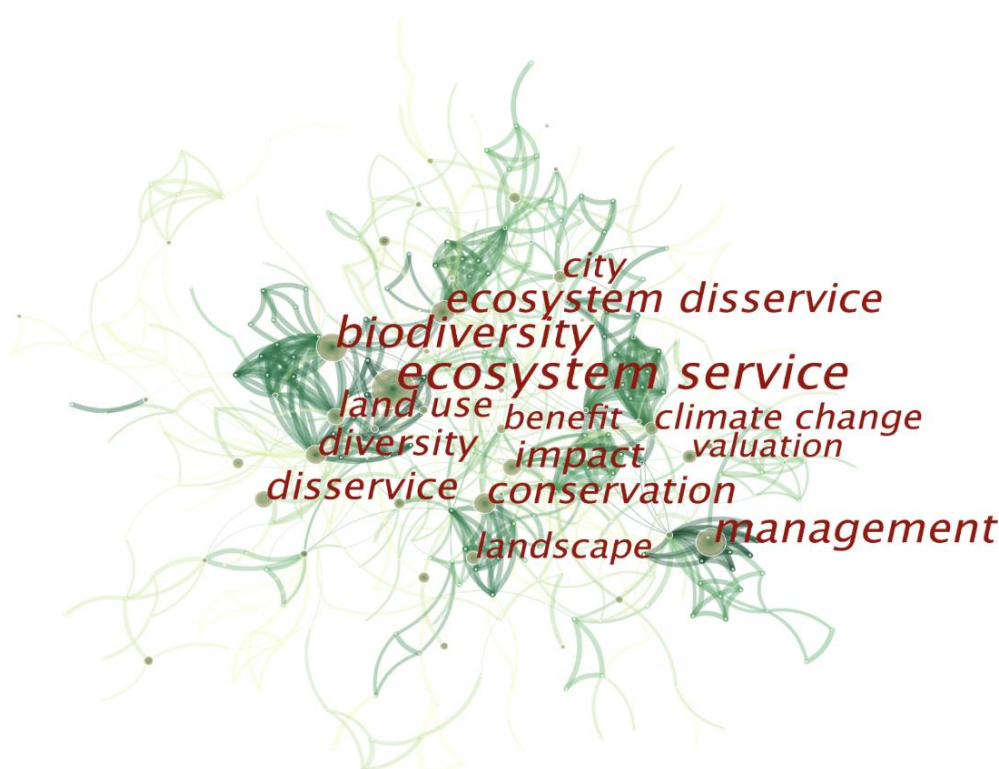 city
ecosystem disservice
biodiversity
ecosystem service
land use
benefit
climate change
diversity
impact
valuation
disservice
conservation
landscape
management